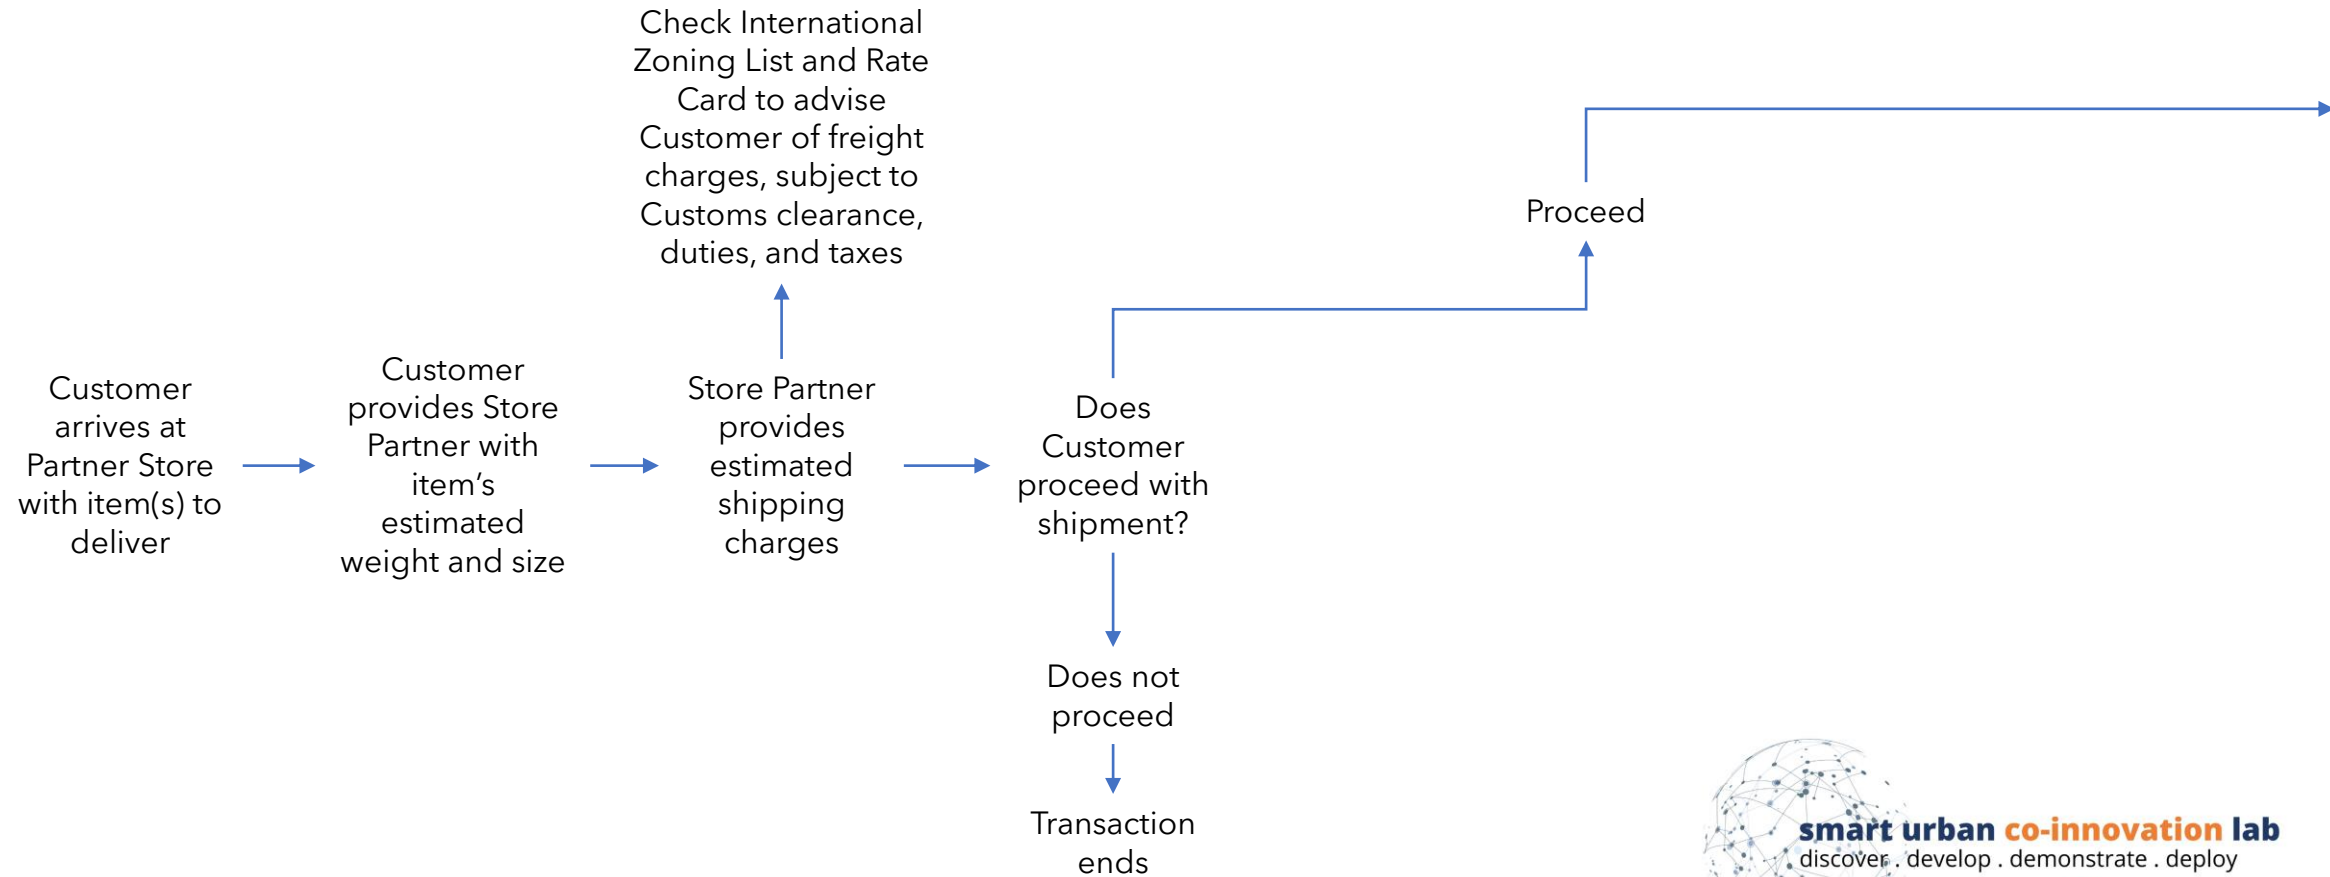 Customer
arrives at
Partner Store
with item(s) to
deliver
Customer
provides Store
Partner with
item’s
estimated
weight and size
Check International
Zoning List and Rate
Card to advise
Customer of freight
charges, subject to
Customs clearance,
duties, and taxes
Store Partner
provides
estimated
shipping
charges
Does
Customer
proceed with
shipment?
Proceed
Does not
proceed
Transaction
ends
smart urban co-innovation lab
discover . develop . demonstrate . deploy